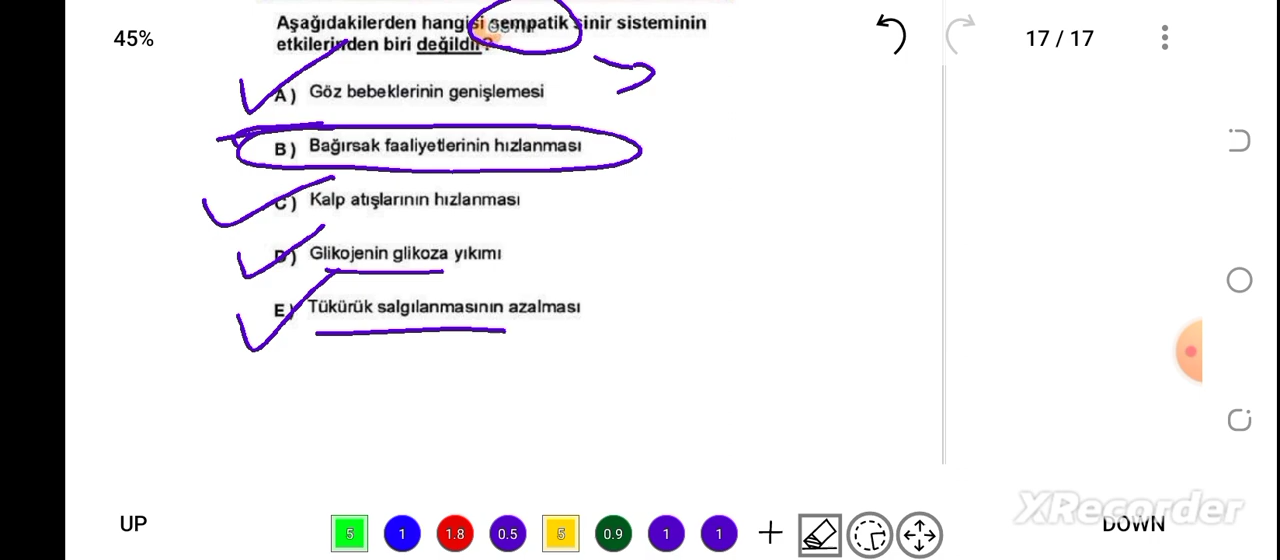 Aşağıdakilerden hangisi sempatik sinir sisteminin
45%
17 / 17
etkilerinden biri değildir?
A) Göz bebeklerinin genişlemesi
B) Bağırsak faaliyetlerinin hızlanması
C) Kalp atışlarının hızlanması
D) Glikojenin glikoza yıkımı
E) Tükürük salgılanmasının azalması
XRecorder
UP
5 1 1.8 0.5 5 0.9 1 1
DOWN